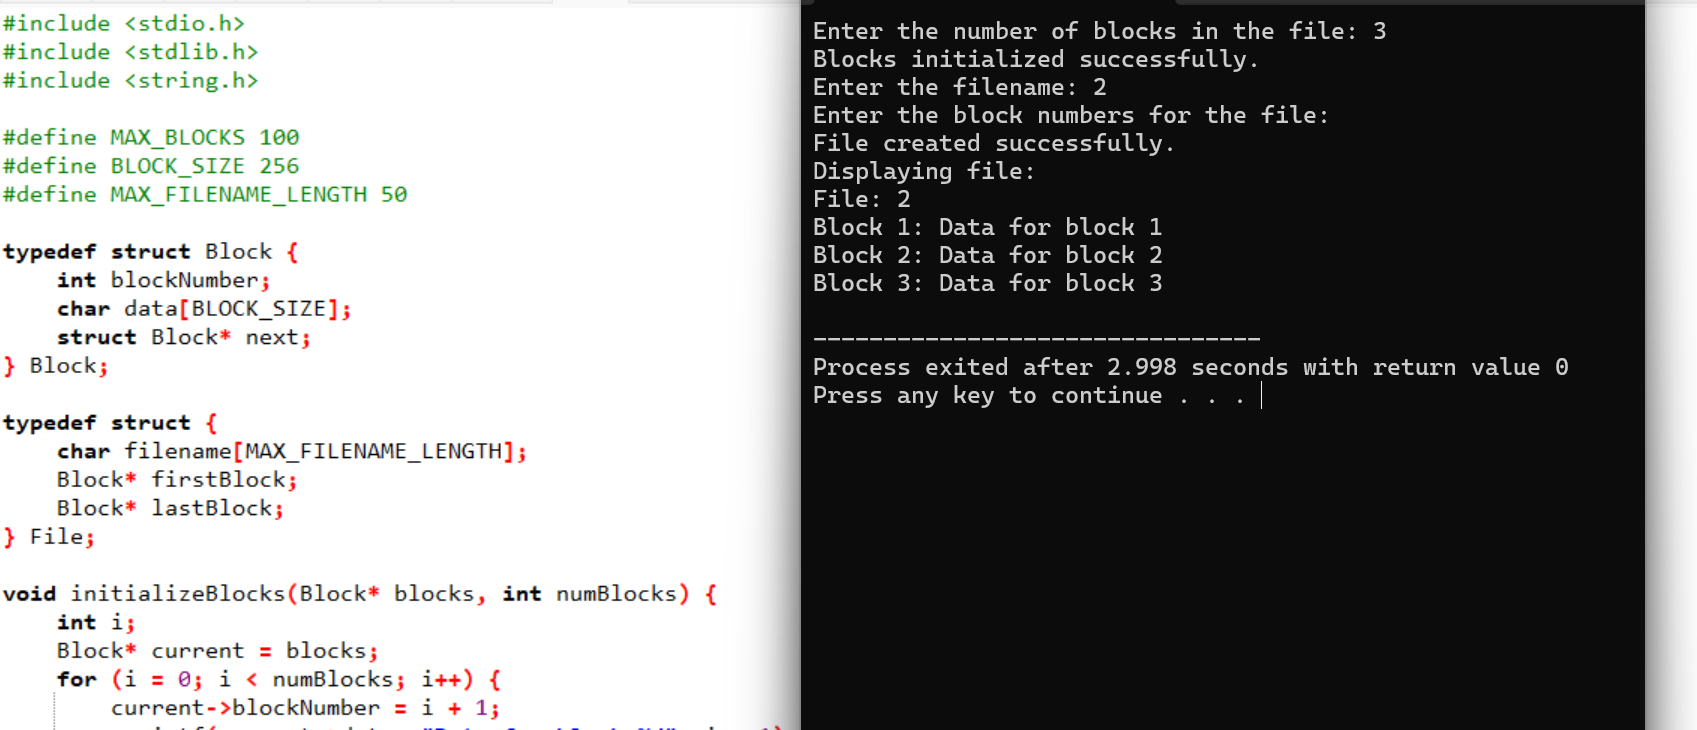 #include <stdio.h>
#include <stdlib.h>
#include <string.h>

#define MAX_BLOCKS 100
#define BLOCK_SIZE 256
#define MAX_FILENAME_LENGTH 50

typedef struct Block {
    int blockNumber;
    char data[BLOCK_SIZE];
    struct Block* next;
} Block;

typedef struct {
    char filename[MAX_FILENAME_LENGTH];
    Block* firstBlock;
    Block* lastBlock;
} File;

void initializeBlocks(Block* blocks, int numBlocks) {
    int i;
    Block* current = blocks;
    for (i = 0; i < numBlocks; i++) {
        current->blockNumber = i + 1;

Enter the number of blocks in the file: 3
Blocks initialized successfully.
Enter the filename: 2
Enter the block numbers for the file:
File created successfully.
Displaying file:
File: 2
Block 1: Data for block 1
Block 2: Data for block 2
Block 3: Data for block 3

--------------------------------
Process exited after 2.998 seconds with return value 0
Press any key to continue . . .